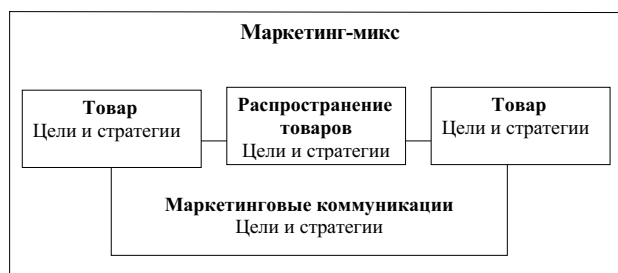 Маркетинг-микс
Товар
Цели и стратегии
Распространение
товаров
Цели и стратегии
Товар
Цели и стратегии
Маркетинговые коммуникации
Цели и стратегии